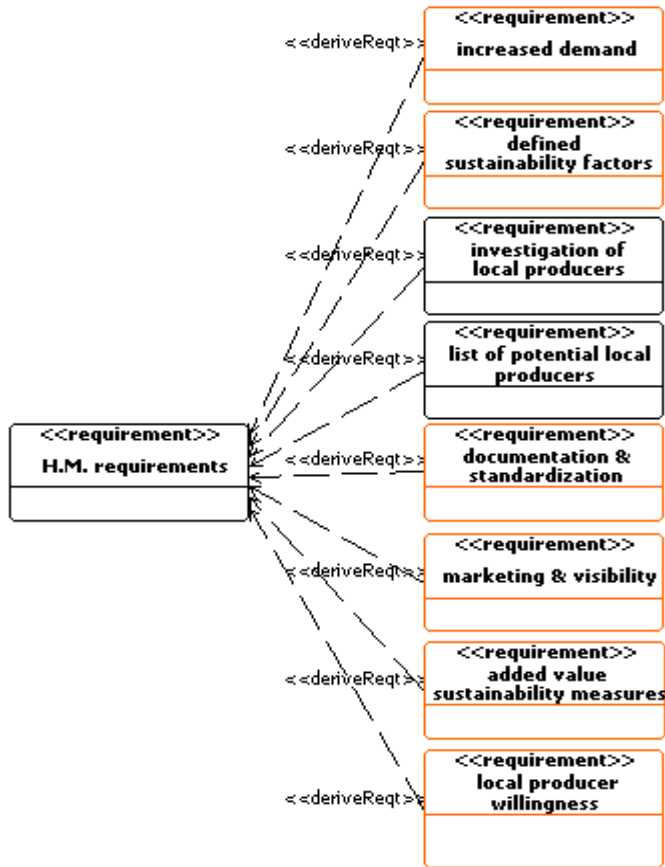 <<requirement>>
increased demand
<<deriveReqt>>
<<requirement>>
defined
sustainability factors
<<deriveReqt>>
<<requirement>>
investigation of
local producers
<<deriveReqt>>
<<requirement>>
list of potential local
producers
<<deriveReqt>>
<<requirement>>
H.M. requirements
<<requirement>>
documentation &
standardization
<<deriveReqt>>
<<requirement>>
marketing & visibility
<<deriveReqt>>
<<requirement>>
added value
sustainability measures
<<deriveReqt>>
<<requirement>>
local producer
willingness
<<deriveReqt>>